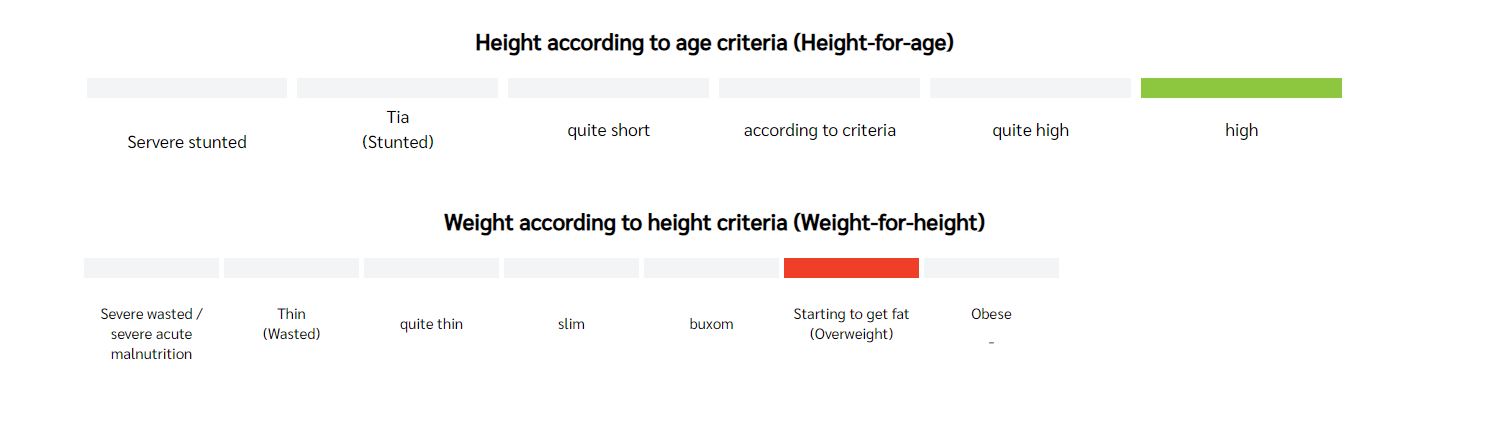 Height according to age criteria (Height-for-age)
Servere stunted
Tia
(Stunted)
quite short
according to criteria
quite high
high
Weight according to height criteria (Weight-for-height)
Severe wasted /
severe acute
malnutrition
Thin
(Wasted)
quite thin
slim
buxom
Starting to get fat
(Overweight)
Obese
-